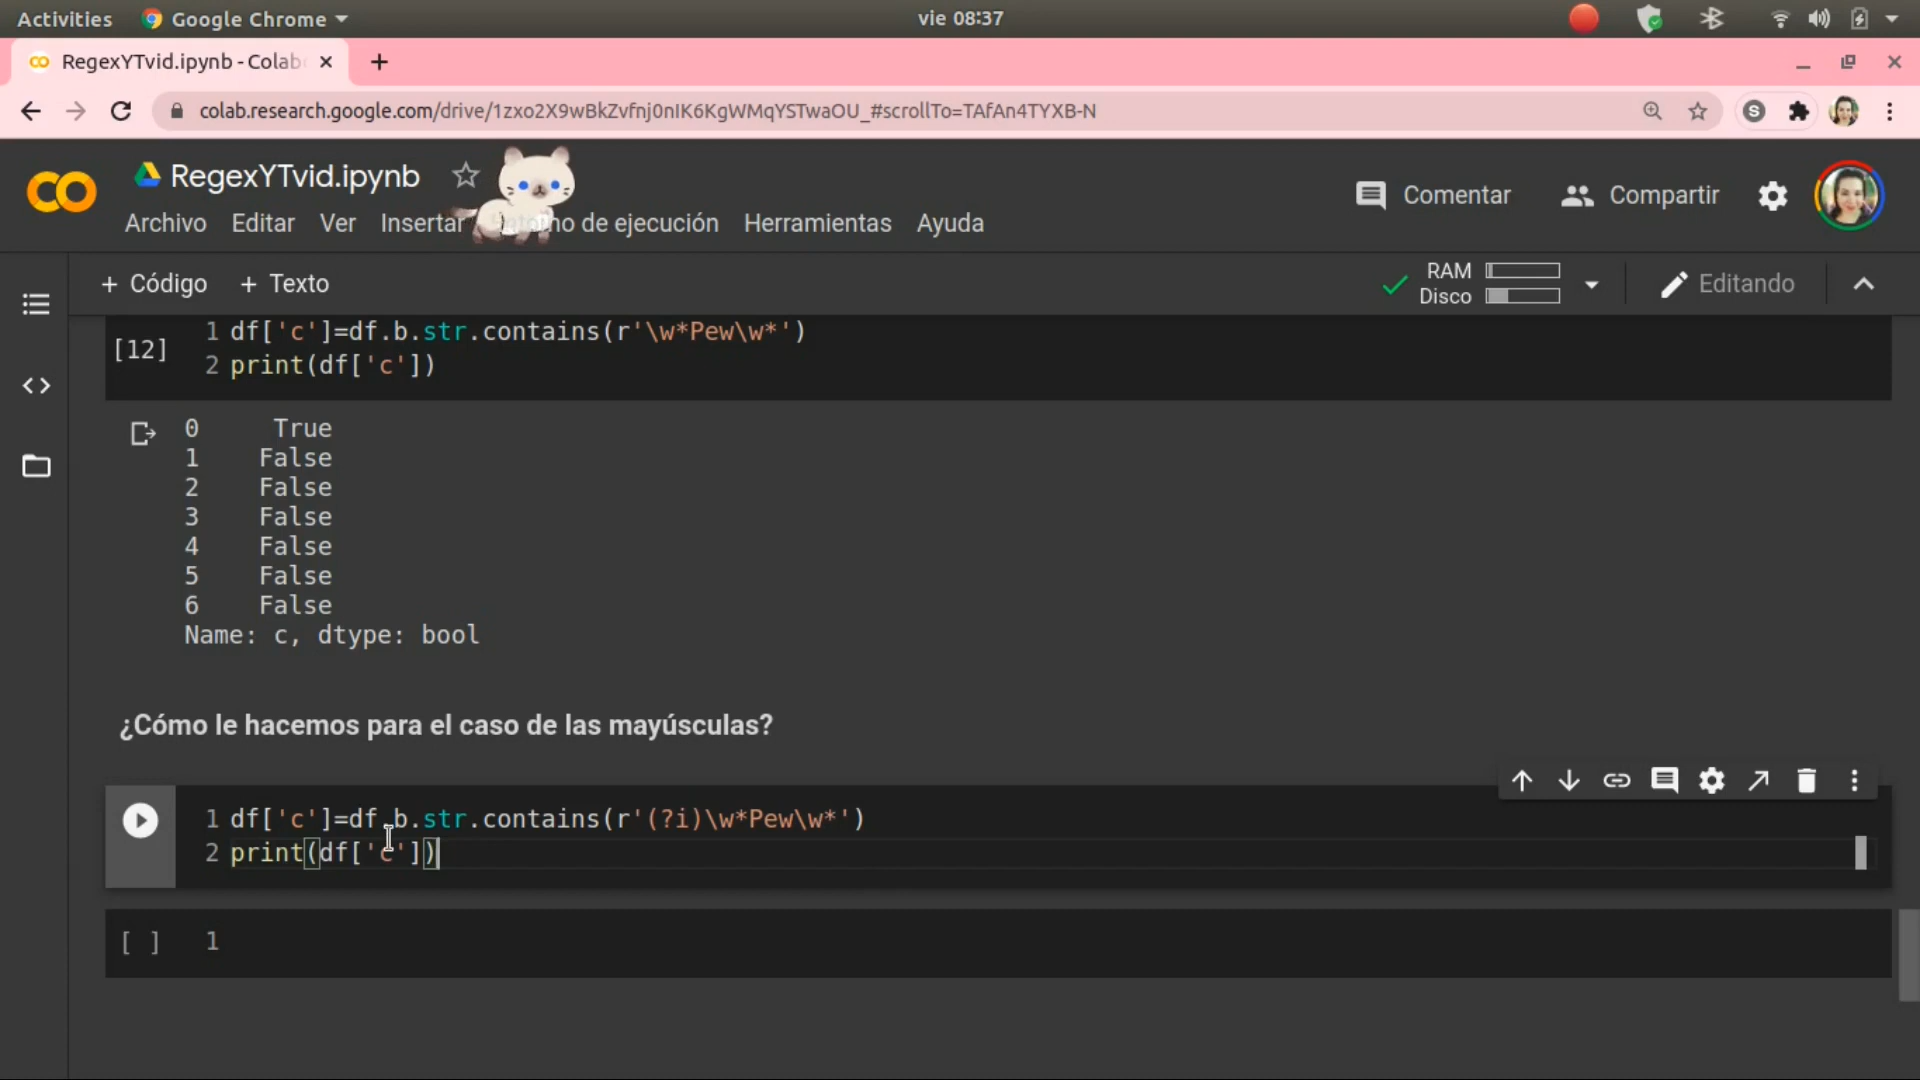 Activities
Google Chrome
vie 08:37
RegexYTvid.ipynb - Colab
colab.research.google.com/drive/1zxo2X9wBkZvfnj0nIK6KgWMqYSTwaOU_#scrollTo=TAfAn4TYXB-N
S
CO
RegexYTvid.ipynb
Comentar
Compartir
Archivo Editar Ver Insertar no de ejecución Herramientas Ayuda
+ Código + Texto
RAM
Disco
Editando
[12]
1 df['c']=df.b.str.contains(r'\w*Pew\w*')
2 print(df['c'])
0 True
1 False
2 False
3 False
4 False
5 False
6 False
Name: c, dtype: bool
¿Cómo le hacemos para el caso de las mayúsculas?
1 df['c']=df.b.str.contains(r'(?i)\w*Pew\w*')
2 print(df['c'])
[ ] 1